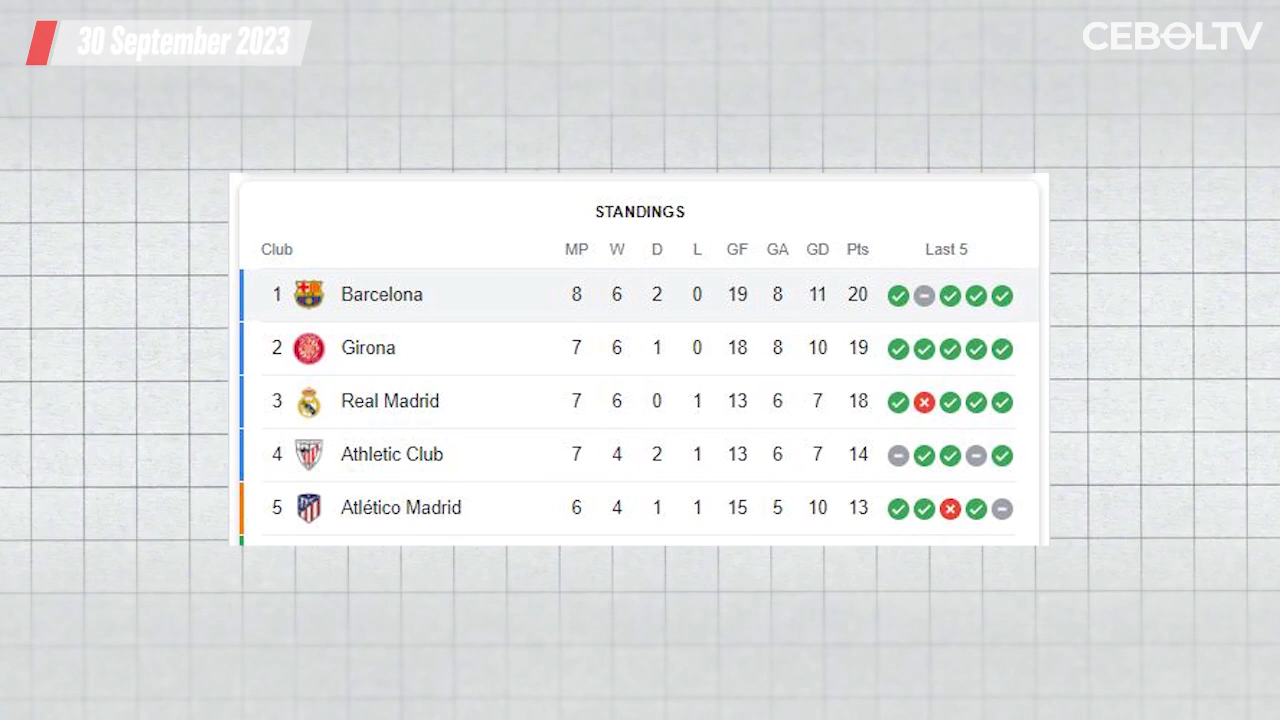 30 September 2023
CEBOLTV
STANDINGS
Club MP W D L GF GA GD Pts Last 5
1 Barcelona 8 6 2 0 19 8 11 20
2 Girona 7 6 1 0 18 8 10 19
3 Real Madrid 7 6 0 1 13 6 7 18
4 Athletic Club 7 4 2 1 13 6 7 14
5 Atlético Madrid 6 4 1 1 15 5 10 13